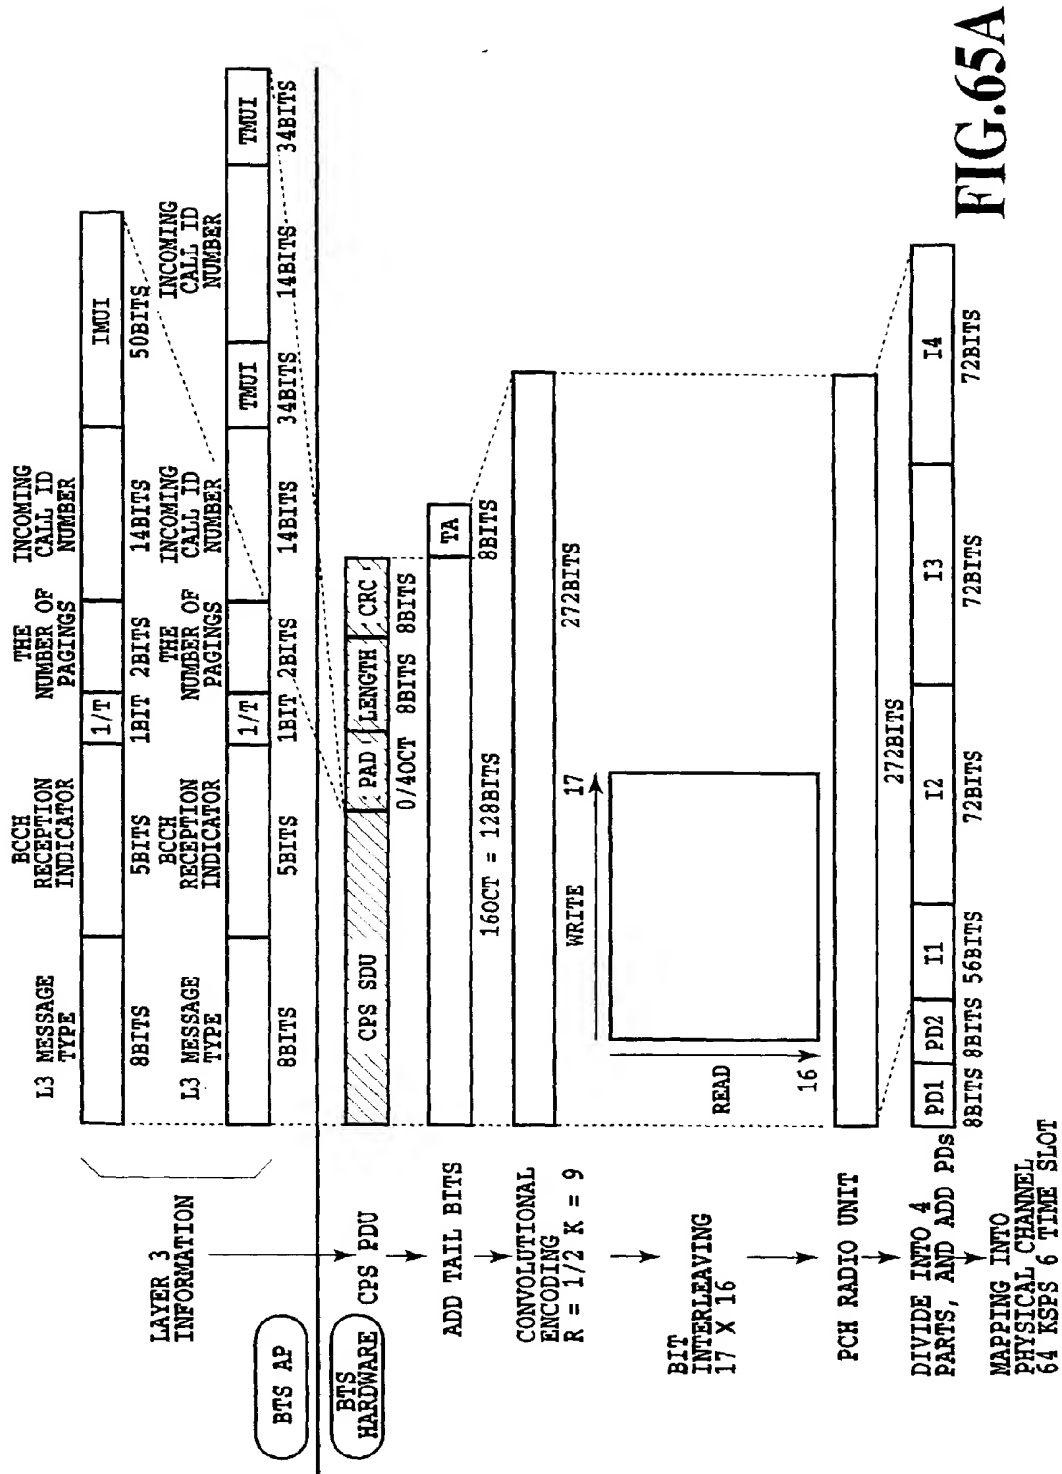 L3 MESSAGE
TYPE
BCCH
RECEPTION
INDICATOR
THE
NUMBER OF
PAGINGS
INCOMING
CALL ID
NUMBER
1/T
IMUI
8BITS
5BITS
1BIT
2BITS
14BITS
50BITS
LAYER 3
INFORMATION
L3 MESSAGE
TYPE
BCCH
RECEPTION
INDICATOR
THE
NUMBER OF
PAGINGS
INCOMING
CALL ID
NUMBER
INCOMING
CALL ID
NUMBER
1/T
TMUI
TMUI
8BITS
5BITS
1BIT
2BITS
14BITS
34BITS
14BITS
34BITS
BTS AP
BTS
HARDWARE
CPS PDU
CPS SDU
PAD
LENGTH
CRC
0/4OCT
8BITS
8BITS
ADD TAIL BITS
TA
16OCT = 128BITS
8BITS
CONVOLUTIONAL
ENCODING
R = 1/2 K = 9
272BITS
BIT
INTERLEAVING
17 X 16
WRITE
17
READ
16
PCH RADIO UNIT
272BITS
DIVIDE INTO 4
PARTS, AND ADD PDs
PD1
PD2
I1
I2
I3
I4
8BITS
8BITS
56BITS
72BITS
72BITS
72BITS
MAPPING INTO
PHYSICAL CHANNEL
64 KSPS 6 TIME SLOT
FIG.65A